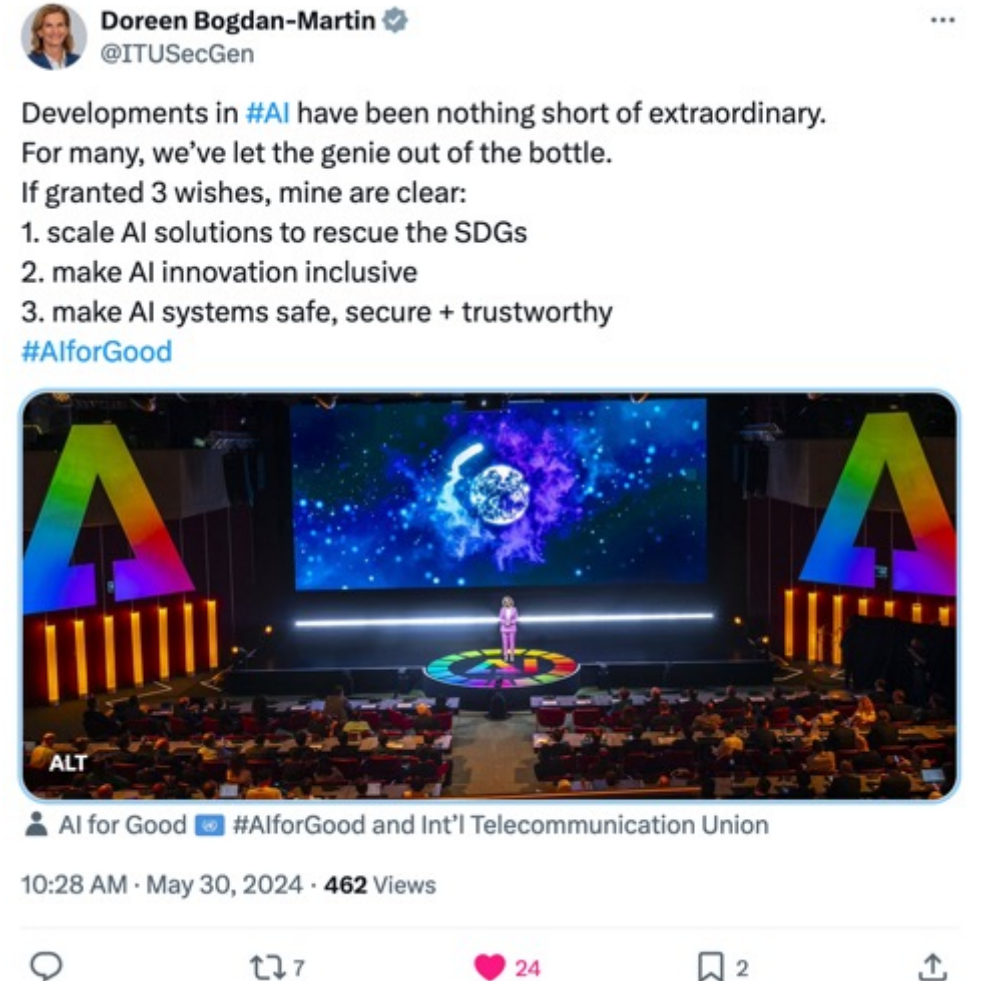 Doreen Bogdan-Martin
@ITUSecGen
Developments in #AI have been nothing short of extraordinary.
For many, we’ve let the genie out of the bottle.
If granted 3 wishes, mine are clear:
1. scale AI solutions to rescue the SDGs
2. make AI innovation inclusive
3. make AI systems safe, secure + trustworthy
#AIforGood
AI
ALT
AI for Good 🇺🇳 #AIforGood and Int’l Telecommunication Union
10:28 AM · May 30, 2024 · 462 Views
7 24 2